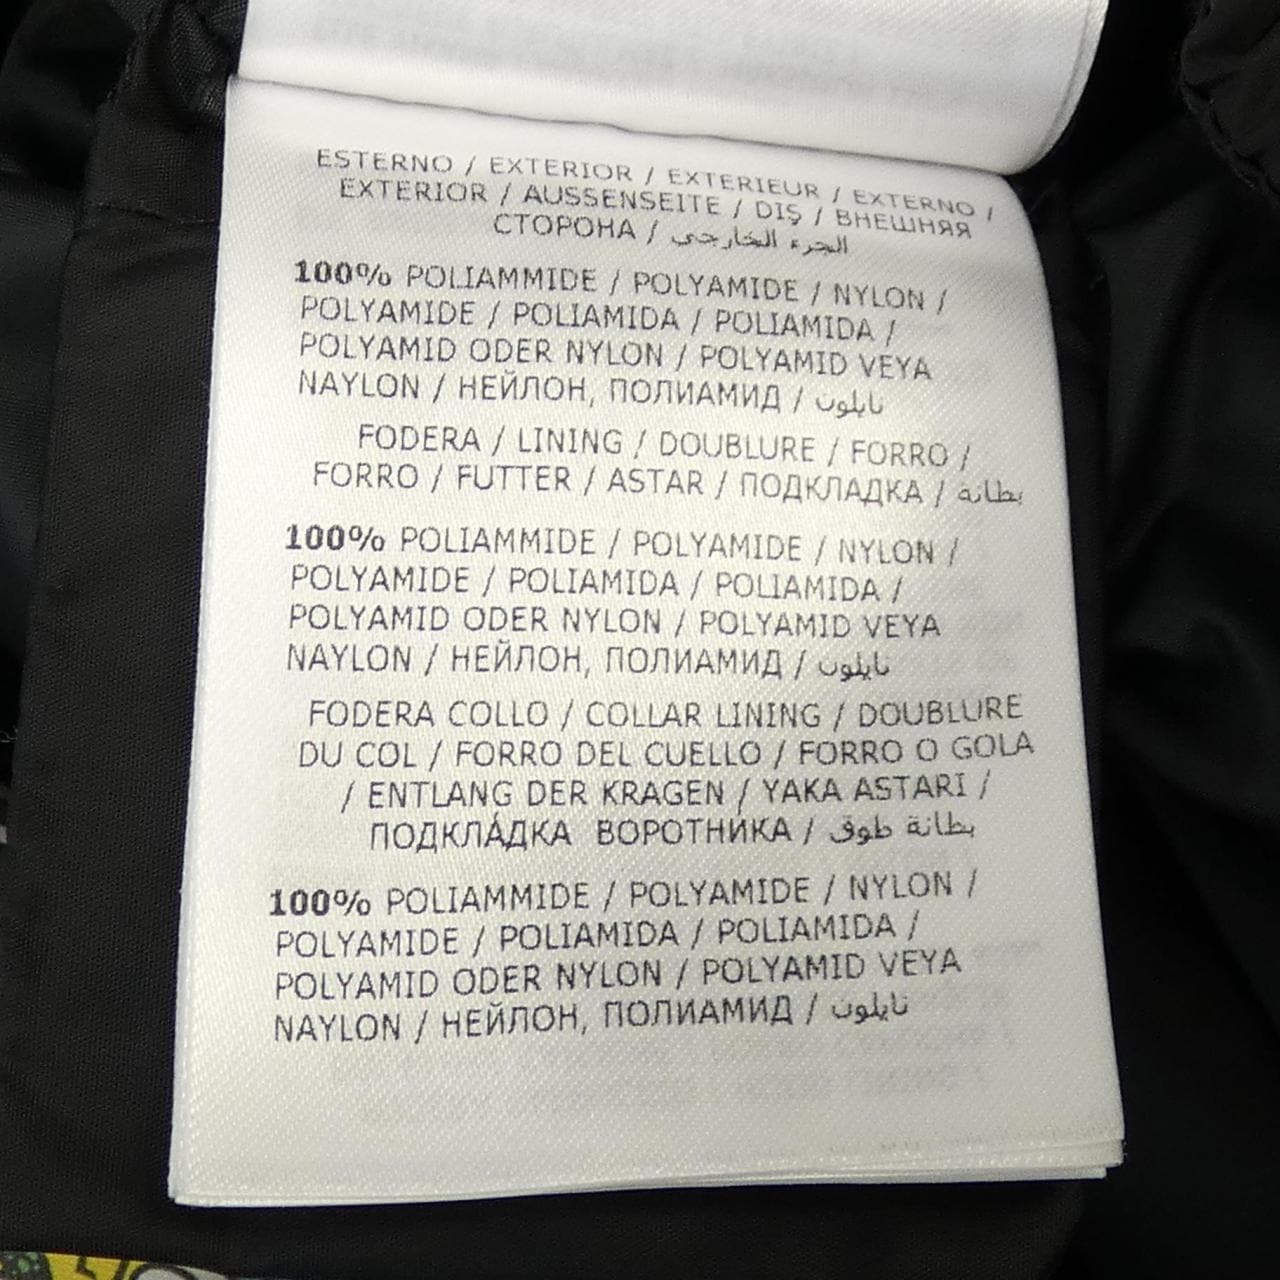 ESTERNO / EXTERIOR / EXTERIEUR / EXTERNO /
EXTERIOR / AUSSENSEITE / DIŞ / ВНЕШНЯЯ
СТОРОНА / الجزء الخارجي
100% POLIAMMIDE / POLYAMIDE / NYLON /
POLYAMIDE / POLIAMIDA / POLIAMIDA /
POLYAMID ODER NYLON / POLYAMID VEYA
NAYLON / НЕЙЛОН, ПОЛИАМИД / نايلون
FODERA / LINING / DOUBLURE / FORRO /
FORRO / FUTTER / ASTAR / ПОДКЛАДКА / بطانة
100% POLIAMMIDE / POLYAMIDE / NYLON /
POLYAMIDE / POLIAMIDA / POLIAMIDA /
POLYAMID ODER NYLON / POLYAMID VEYA
NAYLON / НЕЙЛОН, ПОЛИАМИД / نايلون
FODERA COLLO / COLLAR LINING / DOUBLURE
DU COL / FORRO DEL CUELLO / FORRO O GOLA
/ ENTLANG DER KRAGEN / YAKA ASTARI /
ПОДКЛА́ДКА ВОРОТНИ́КА / بطانة طوق
100% POLIAMMIDE / POLYAMIDE / NYLON /
POLYAMIDE / POLIAMIDA / POLIAMIDA /
POLYAMID ODER NYLON / POLYAMID VEYA
NAYLON / НЕЙЛОН, ПОЛИАМИД / نايلون